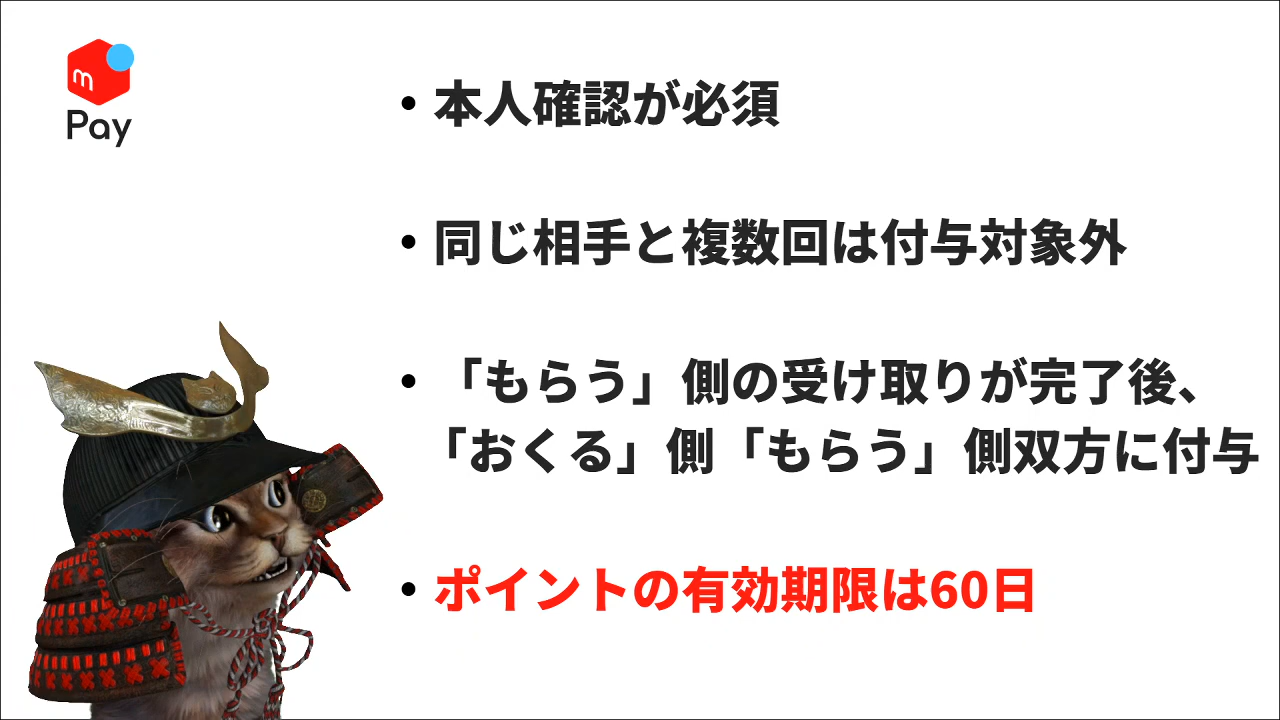 m
Pay
• 本人確認が必須
• 同じ相手と複数回は付与対象外
• 「もらう」側の受け取りが完了後、
「おくる」側「もらう」側双方に付与
• ポイントの有効期限は60日